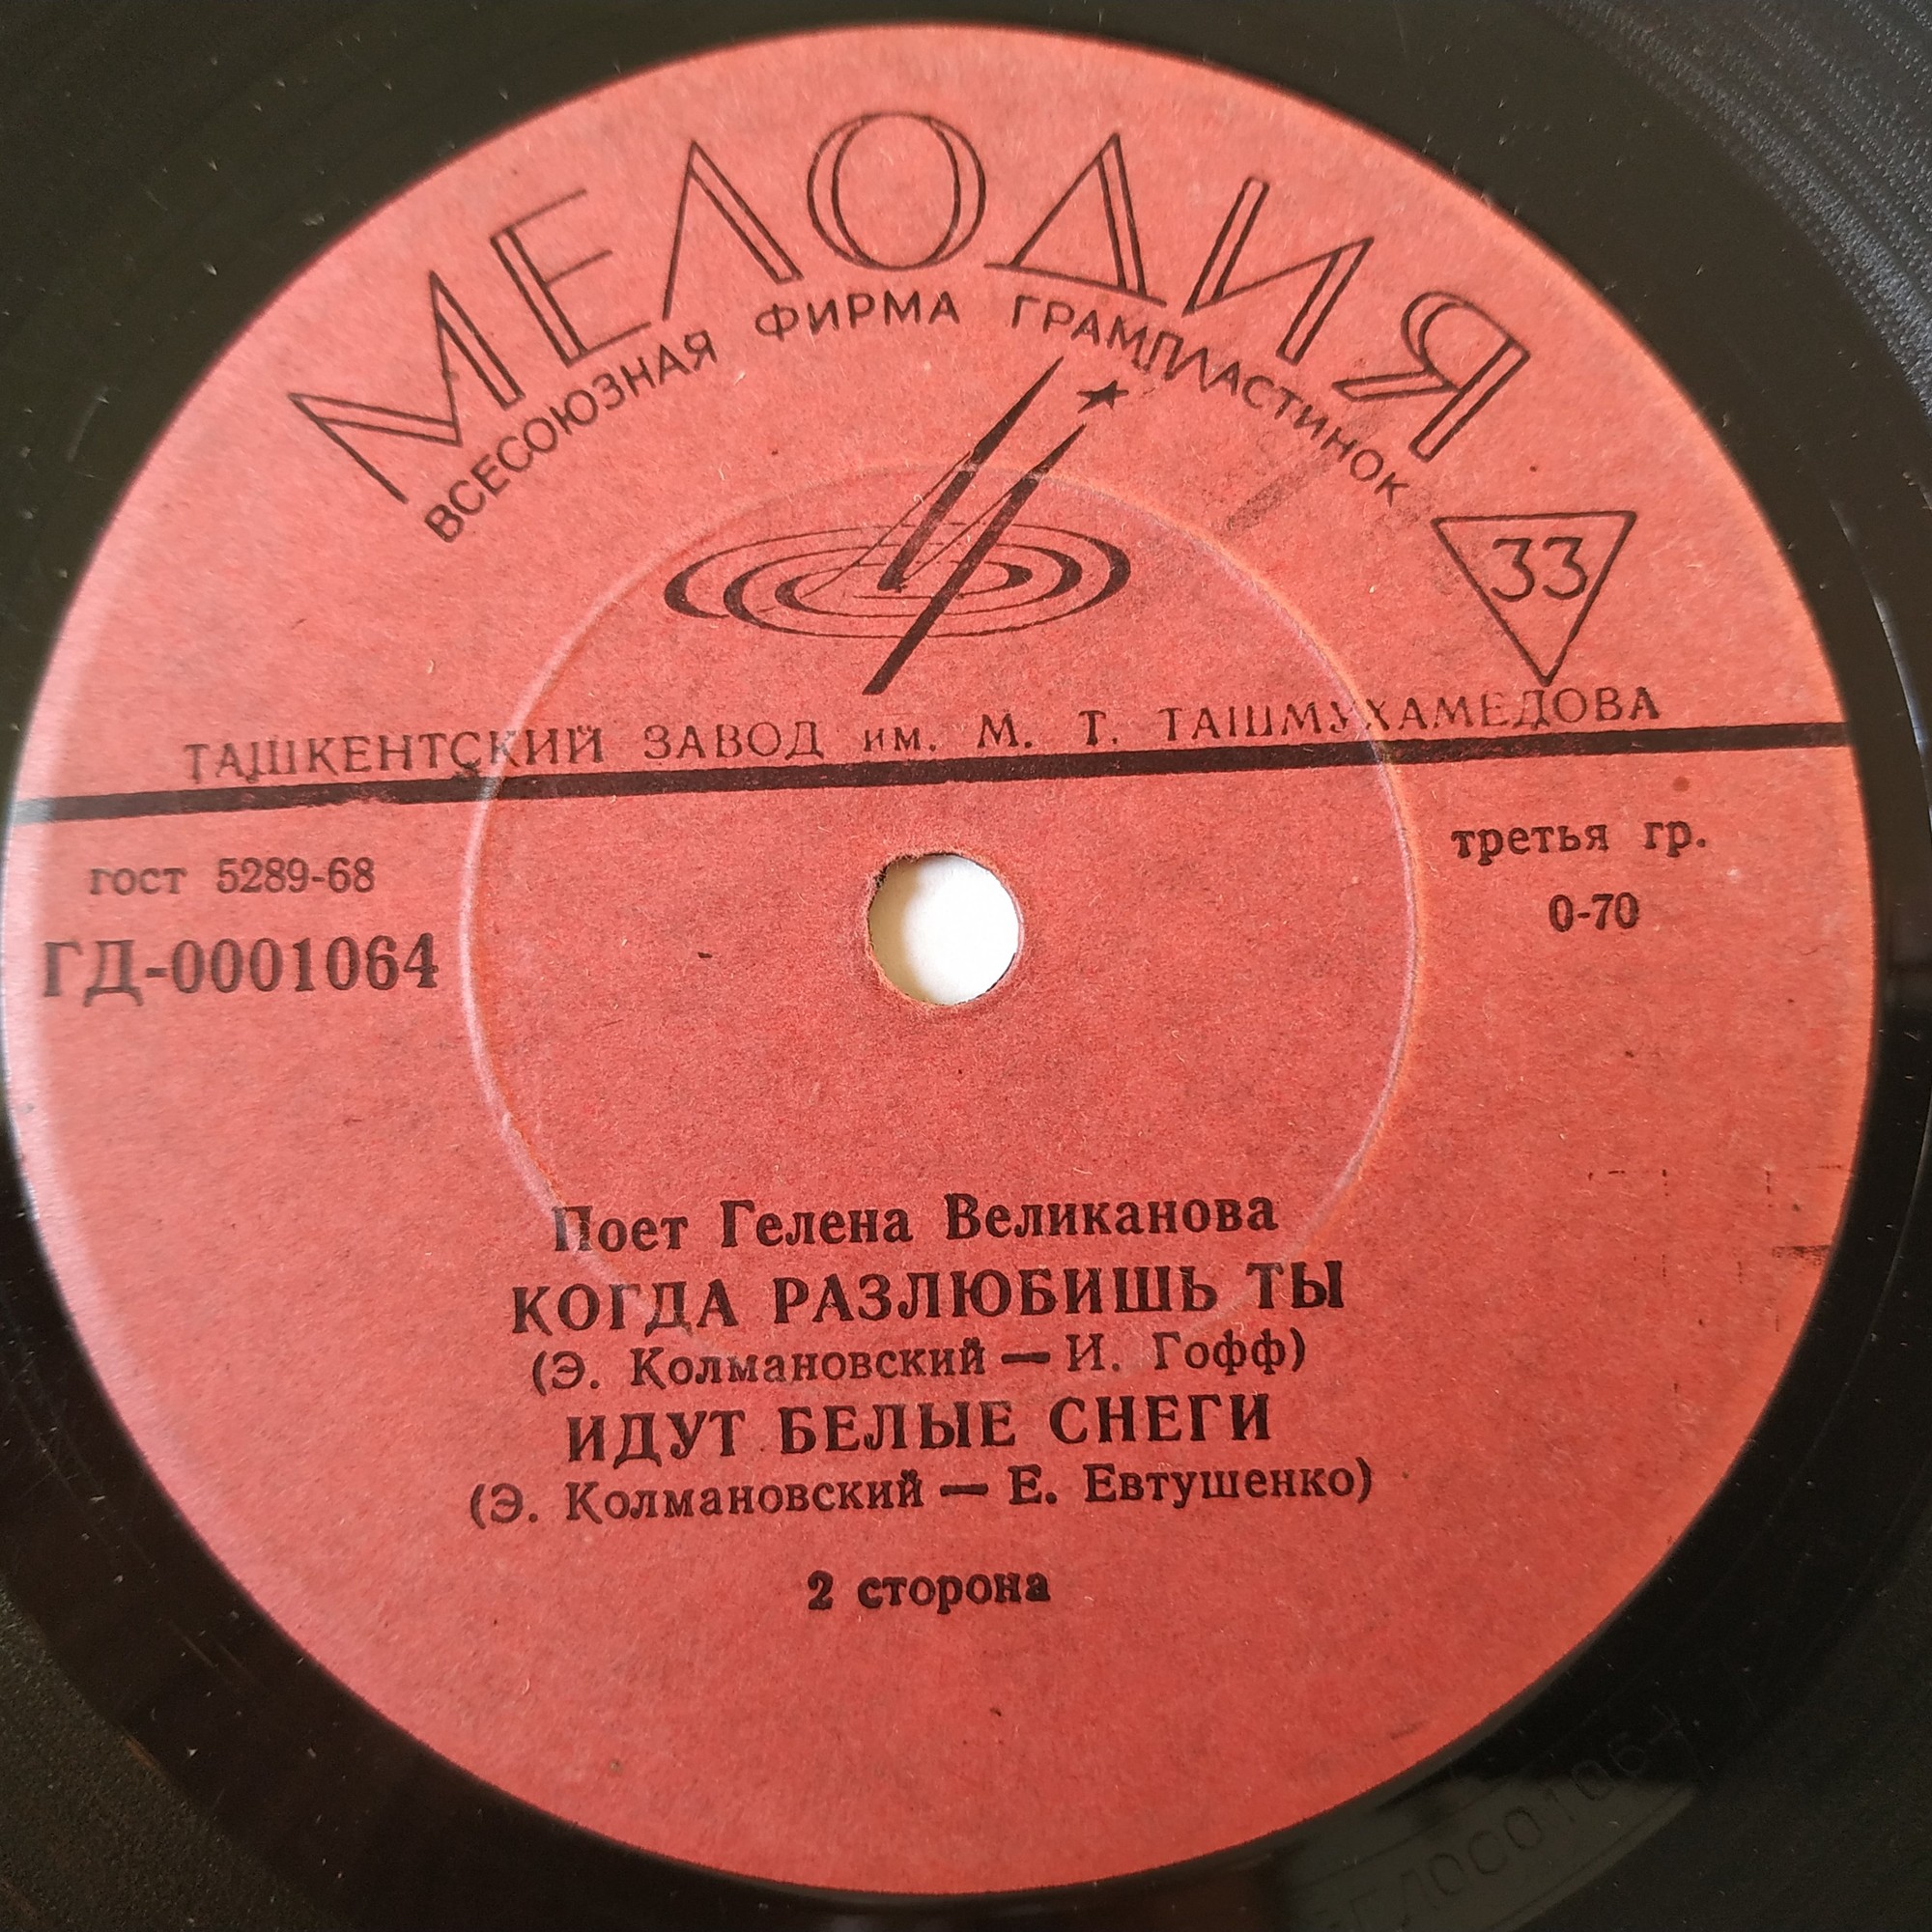 МЕЛОДИЯ
ВСЕСОЮЗНАЯ ФИРМА ГРАМПЛАСТИНОК
33
ТАШКЕНТСКИЙ ЗАВОД им. М. Т. ТАШМУХАМЕДОВА
гост 5289-68
третья гр.
ГД-0001064
0-70
Поет Гелена Великанова
КОГДА РАЗЛЮБИШЬ ТЫ
(Э. Колмановский — И. Гофф)
ИДУТ БЕЛЫЕ СНЕГИ
(Э. Колмановский — Е. Евтушенко)
2 сторона